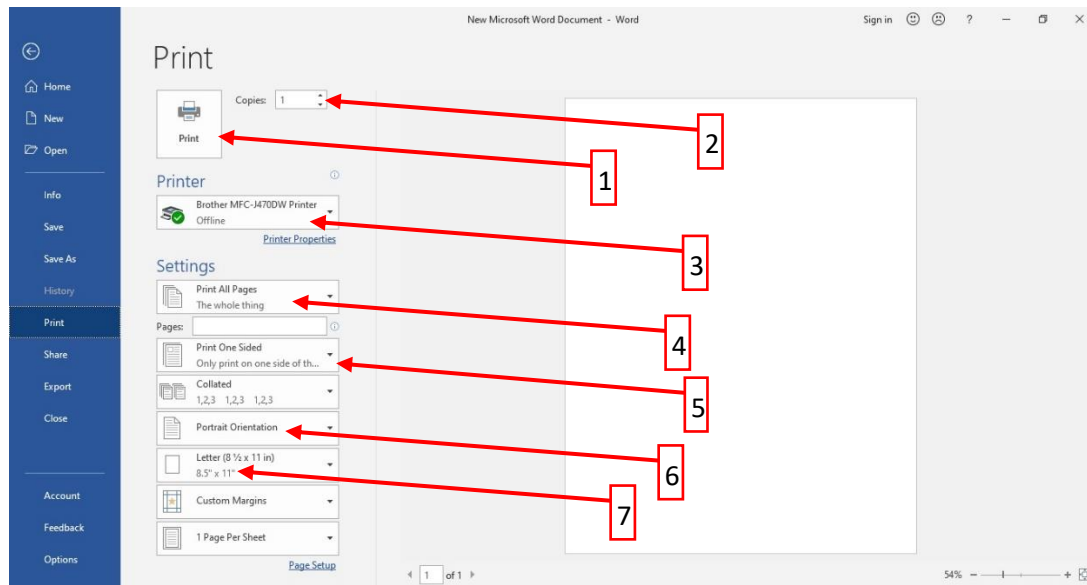 New Microsoft Word Document - Word
Sign in
?
Print
Home
New
Open
Info
Save
Save As
History
Print
Share
Export
Close
Account
Feedback
Options
Copies: 1
Print
Printer
Brother MFC-J470DW Printer
Offline
Printer Properties
Settings
Print All Pages
The whole thing
Pages:
Print One Sided
Only print on one side of th...
Collated
1,2,3 1,2,3 1,2,3
Portrait Orientation
Letter (8 ½ x 11 in)
8.5" x 11"
Custom Margins
1 Page Per Sheet
Page Setup
2
1
3
4
5
6
7
1 of 1
54%